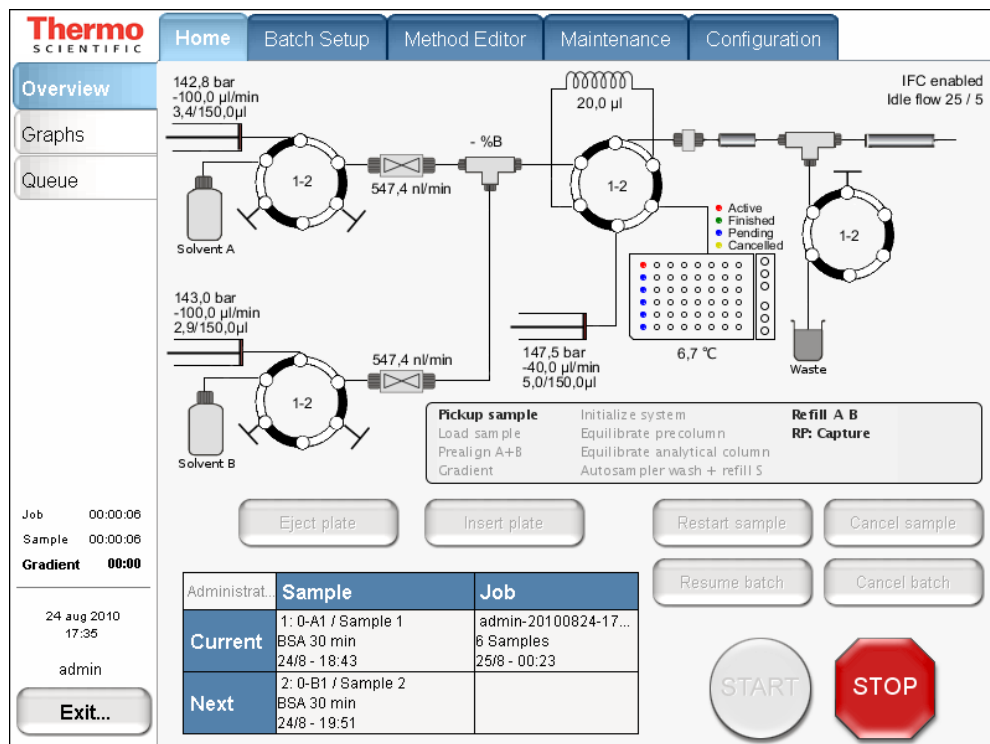 Thermo
SCIENTIFIC
Home
Batch Setup
Method Editor
Maintenance
Configuration
Overview
Graphs
Queue
142,8 bar
-100,0 µl/min
3,4/150,0µl
1-2
Solvent A
547,4 nl/min
- %B
20,0 µl
1-2
IFC enabled
Idle flow 25 / 5
Active
Finished
Pending
Cancelled
1-2
143,0 bar
-100,0 µl/min
2,9/150,0µl
1-2
Solvent B
547,4 nl/min
147,5 bar
-40,0 µl/min
5,0/150,0µl
6,7 ℃
Waste
Pickup sample
Load sample
Prealign A+B
Gradient
Initialize system
Equilibrate precolumn
Equilibrate analytical column
Autosampler wash + refill S
Refill A B
RP: Capture
Job 00:00:06
Sample 00:00:06
Gradient 00:00
24 aug 2010
17:35
admin
Exit...
Eject plate
Insert plate
Restart sample
Cancel sample
Resume batch
Cancel batch
Administrat...
Sample
Job
Current
1: 0-A1 / Sample 1
BSA 30 min
24/8 - 18:43
admin-20100824-17...
6 Samples
25/8 - 00:23
Next
2: 0-B1 / Sample 2
BSA 30 min
24/8 - 19:51
START
STOP